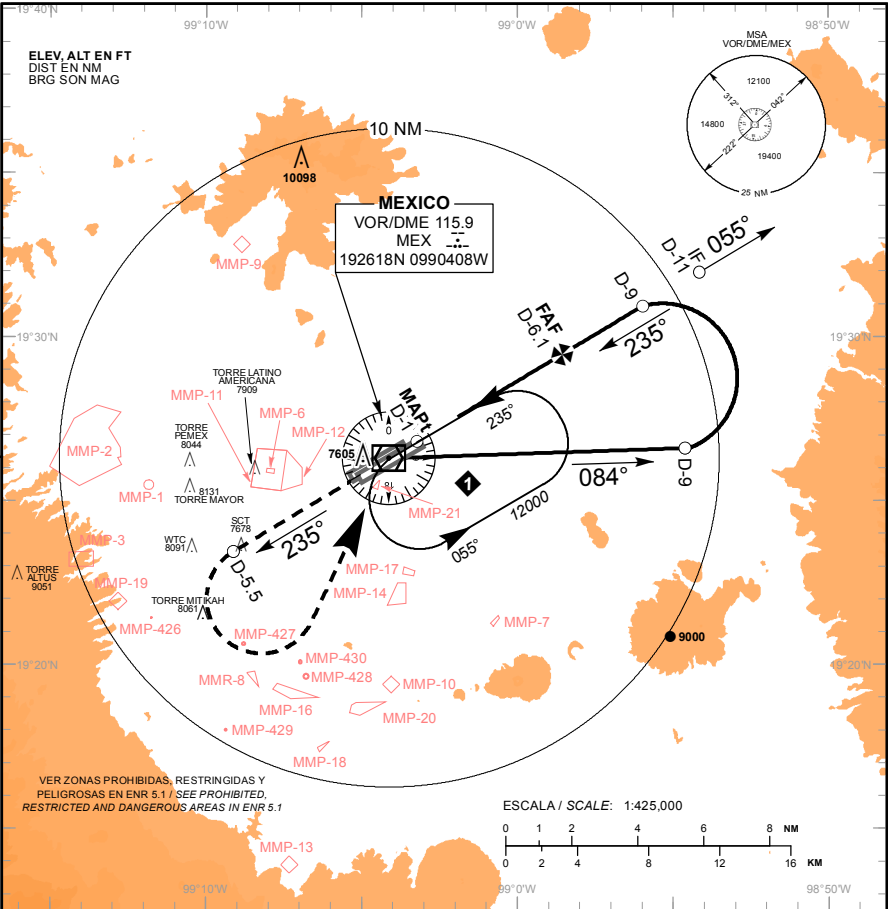 19°40'N
99°10'W
99°0'W
98°50'W
ELEV, ALT EN FT
DIST EN NM
BRG SON MAG
MSA
VOR/DME/MEX
12100
312°
042°
14800
222°
19400
25 NM
10 NM
10098
MEXICO
VOR/DME 115.9
MEX
192618N 0990408W
MMP-9
D-11
IF
055°
D-9
FAF
D-6.1
235°
19°30'N
19°30'N
TORRE LATINO
AMERICANA
7909
MMP-11
MMP-6
MMP-12
TORRE
PEMEX
8044
MMP-2
MAPt
D-1
235°
0
18
7605
D-9
084°
1
12000
055°
MMP-1
8131
TORRE MAYOR
MMP-21
MMP-3
WTG
8091
SCT
7678
235°
D-5.5
TORRE
ALTUS
9051
MMP-19
MMP-17
MMP-14
TORRE MITIKAH
8061
MMP-426
MMP-427
MMP-7
9000
19°20'N
19°20'N
MMP-430
MMP-428
MMR-8
MMP-10
MMP-16
MMP-20
MMP-429
MMP-18
VER ZONAS PROHIBIDAS, RESTRINGIDAS Y
PELIGROSAS EN ENR 5.1 / SEE PROHIBITED,
RESTRICTED AND DANGEROUS AREAS IN ENR 5.1
ESCALA / SCALE: 1:425,000
0 1 2 4 6 8 NM
0 2 4 8 12 16 KM
MMP-13
99°10'W
99°0'W
98°50'W